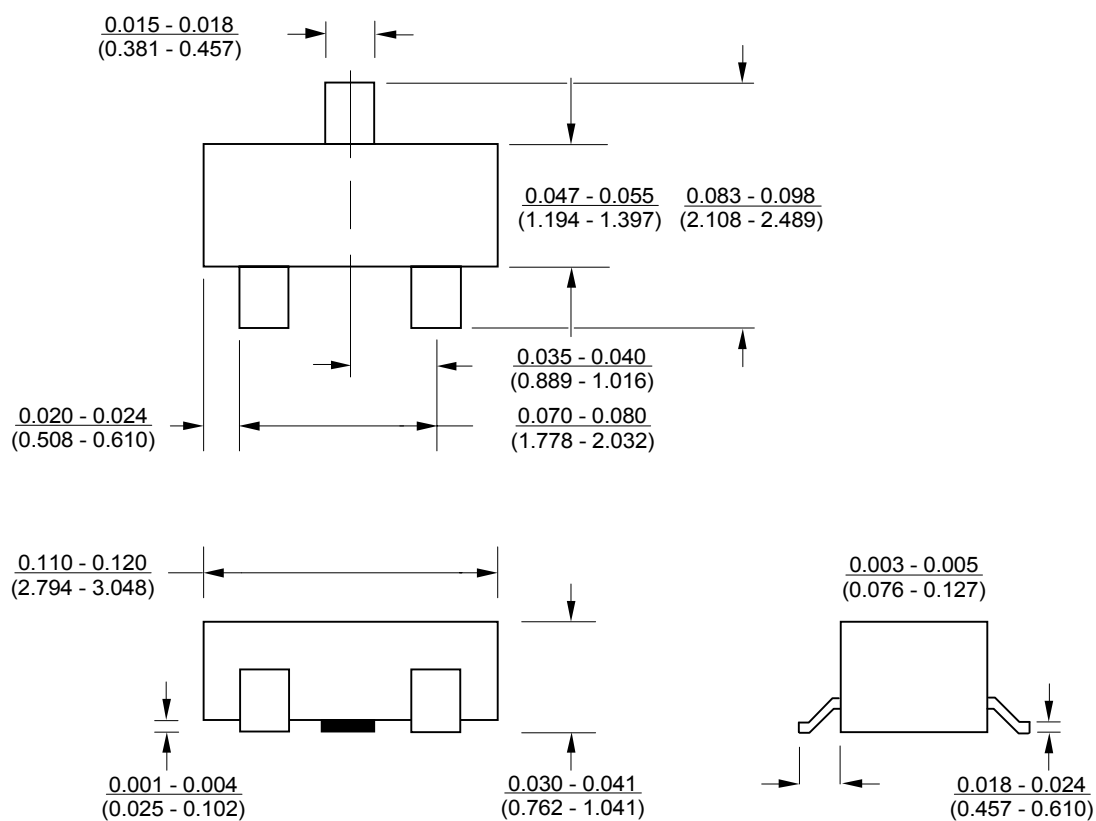 0.015 - 0.018
(0.381 - 0.457)
0.047 - 0.055
(1.194 - 1.397)
0.083 - 0.098
(2.108 - 2.489)
0.035 - 0.040
(0.889 - 1.016)
0.020 - 0.024
(0.508 - 0.610)
0.070 - 0.080
(1.778 - 2.032)
0.110 - 0.120
(2.794 - 3.048)
0.003 - 0.005
(0.076 - 0.127)
0.001 - 0.004
(0.025 - 0.102)
0.030 - 0.041
(0.762 - 1.041)
0.018 - 0.024
(0.457 - 0.610)